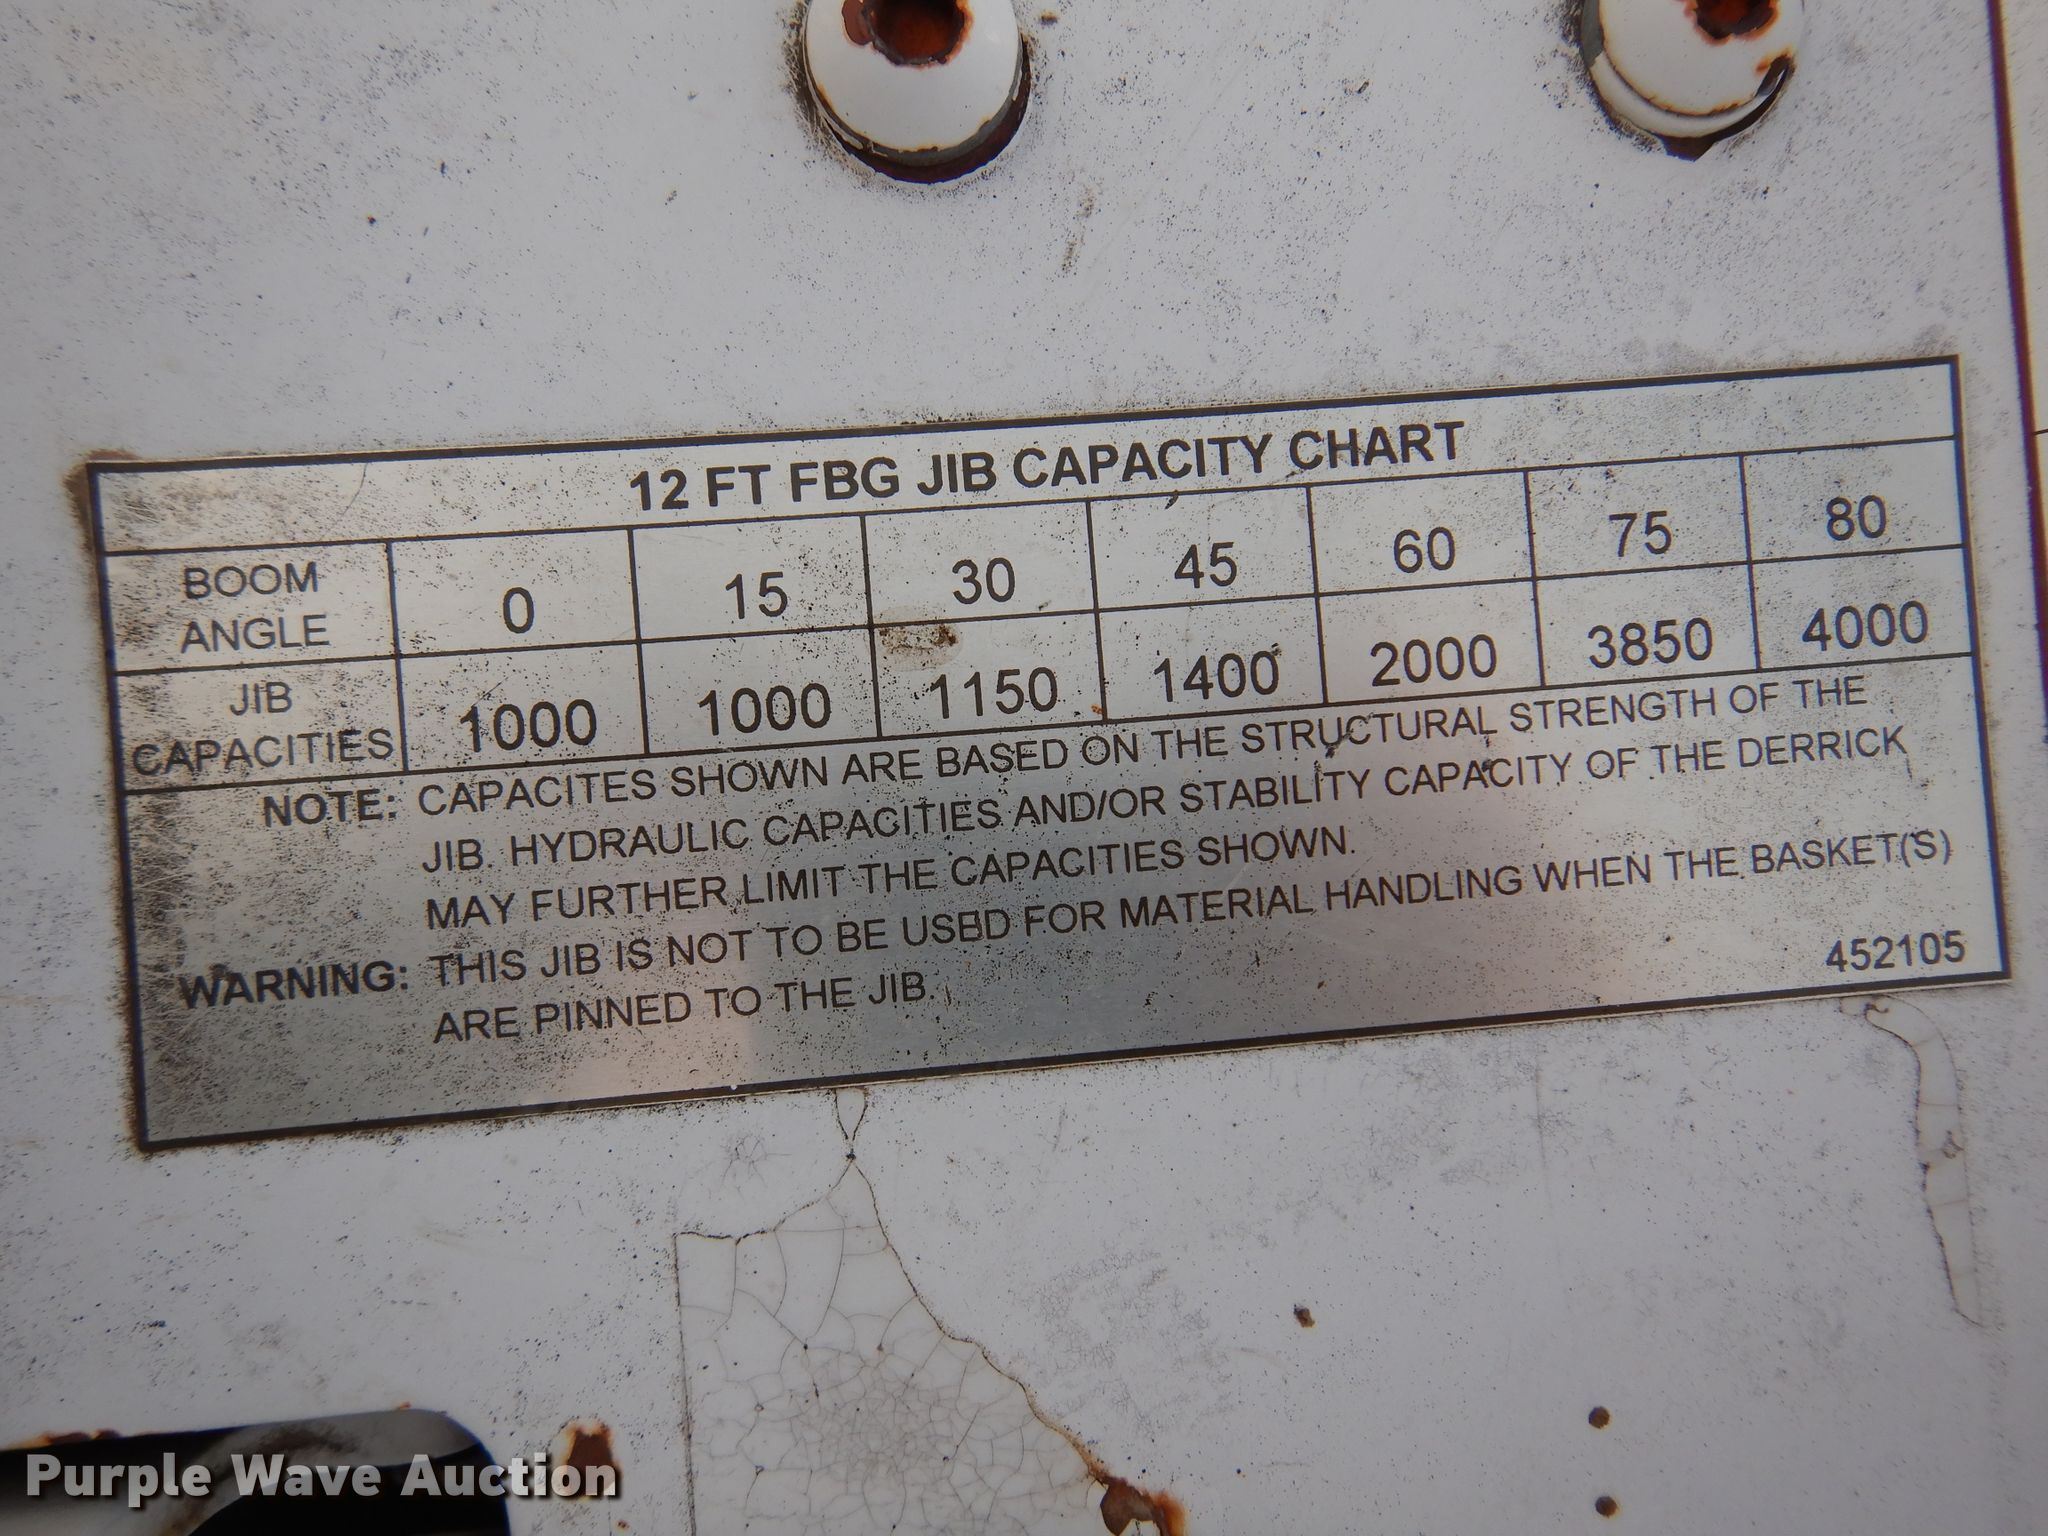 12 FT FBG JIB CAPACITY CHART
BOOM ANGLE 0 15 30 45 60 75 80
JIB CAPACITIES 1000 1000 1150 1400 2000 3850 4000
NOTE: CAPACITES SHOWN ARE BASED ON THE STRUCTURAL STRENGTH OF THE
JIB. HYDRAULIC CAPACITIES AND/OR STABILITY CAPACITY OF THE DERRICK
MAY FURTHER LIMIT THE CAPACITIES SHOWN.
WARNING: THIS JIB IS NOT TO BE USED FOR MATERIAL HANDLING WHEN THE BASKET(S)
ARE PINNED TO THE JIB.
452105
Purple Wave Auction